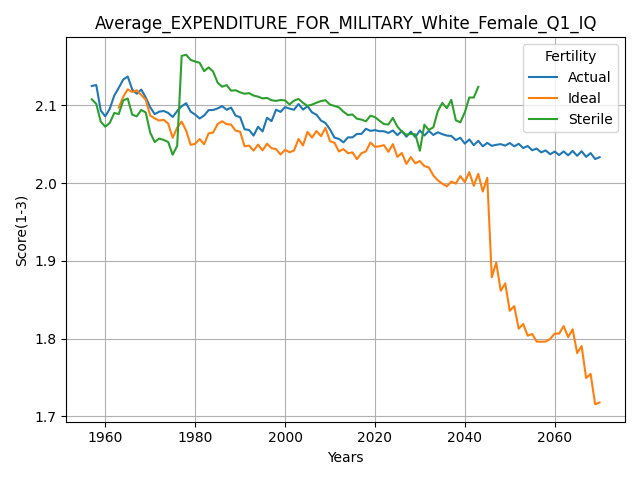 Average_EXPENDITURE_FOR_MILITARY_White_Female_Q1_IQ
Fertility
Actual
Ideal
Sterile
Score(1-3)
2.1
2.0
1.9
1.8
1.7
1960
1980
2000
2020
2040
2060
Years